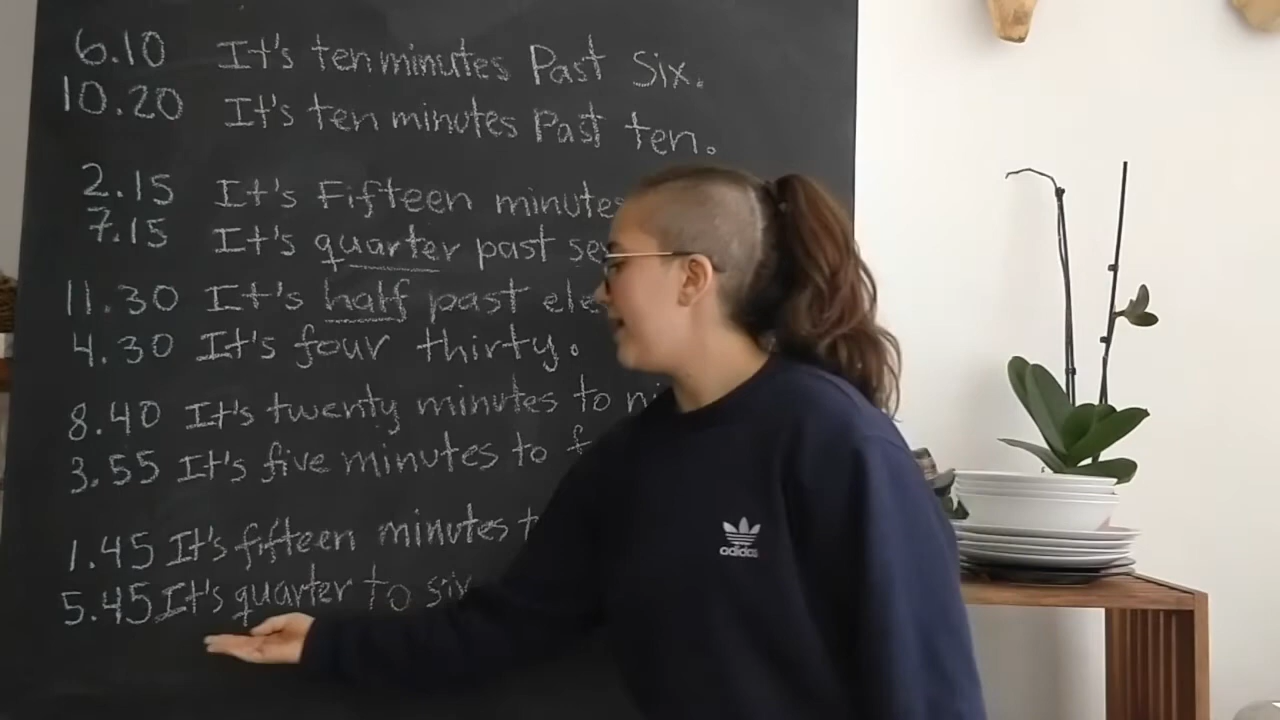 6.10 It's ten minutes Past Six.
10.20 It's ten minutes Past ten.
2.15 It's Fifteen minutes
7.15 It's quarter past
11.30 It's half past
4.30 It's four thirty.
8.40 It's twenty minutes to
3.55 It's five minutes to
1.45 It's fifteen minutes
5.45 It's quarter to six
adidas